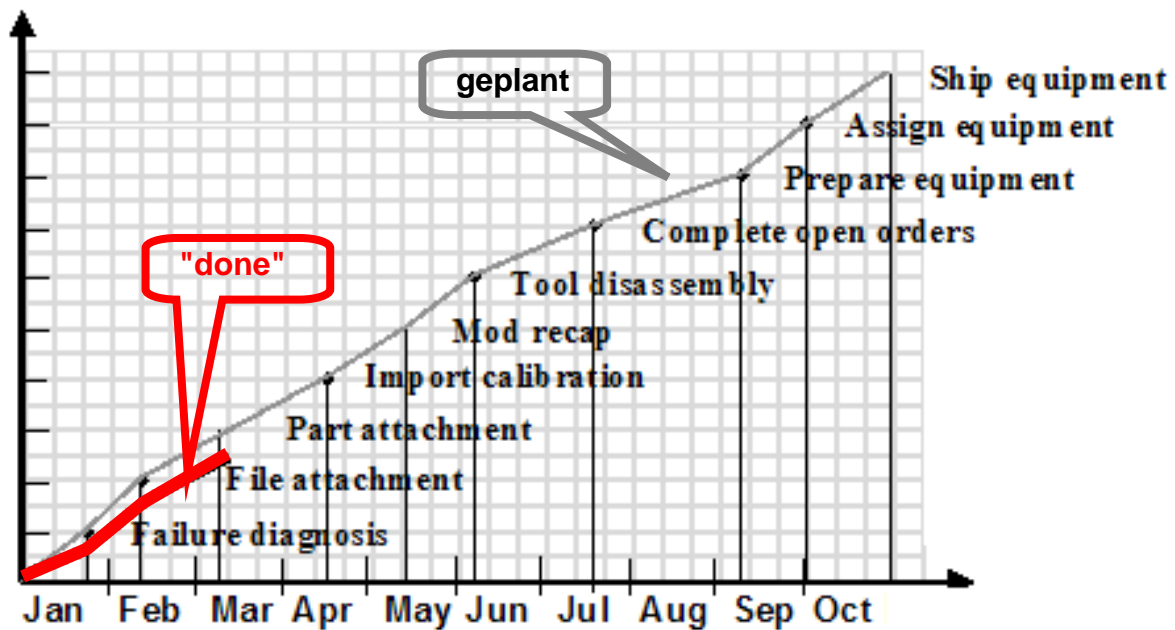 geplant
Ship equipment
Assign equipment
Prepare equipment
Complete open orders
"done"
Tool disassembly
Mod recap
Import calibration
Part attachment
File attachment
Failure diagnosis
Jan Feb Mar Apr May Jun Jul Aug Sep Oct